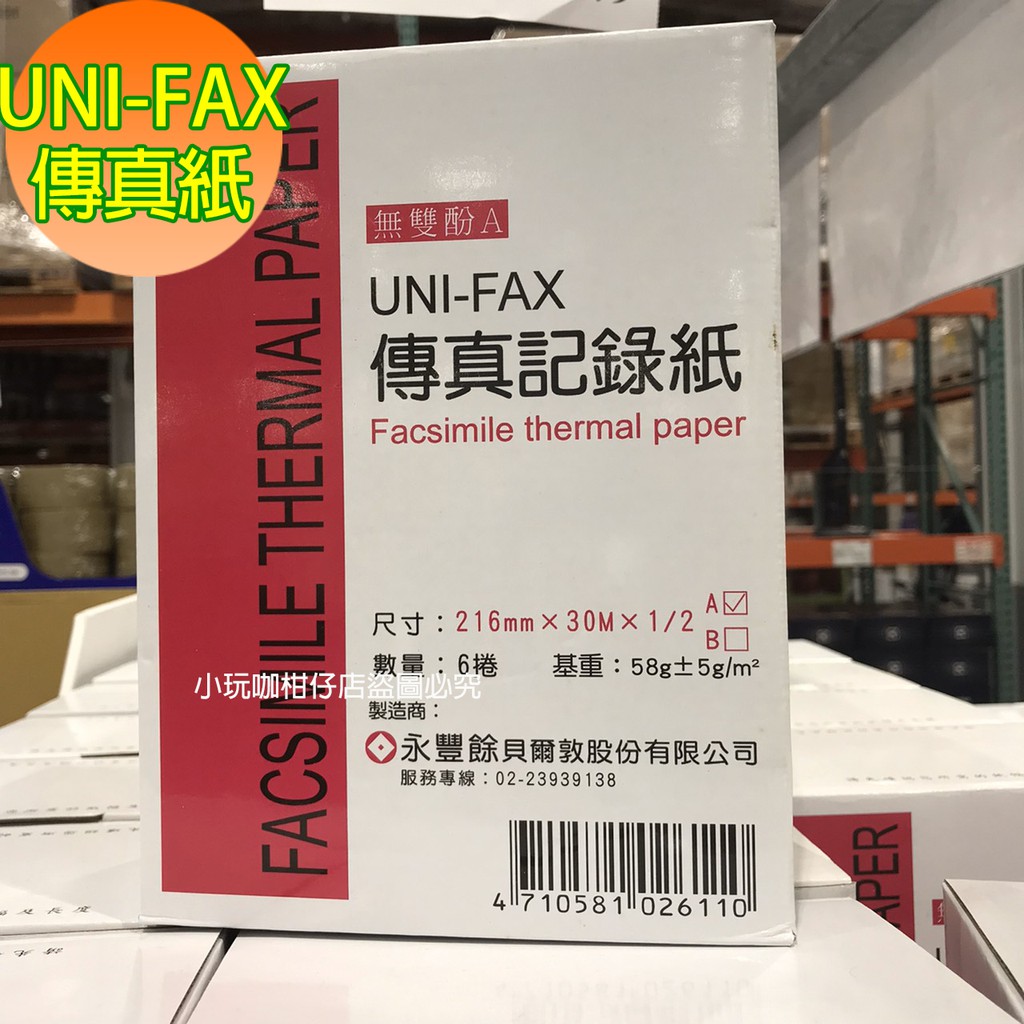 UNI-FAX
傳真紙
FACSIMILE THERMAL PAPER
無雙酚A
UNI-FAX
傳真記錄紙
Facsimile thermal paper
尺寸：216mm×30M×1/2 A☑
B☐
數量：6捲 基重：58g±5g/m²
小玩咖柑仔店盜圖必究
製造商：
永豐餘貝爾敦股份有限公司
服務專線：02-23939138
4 710581 026110
APER